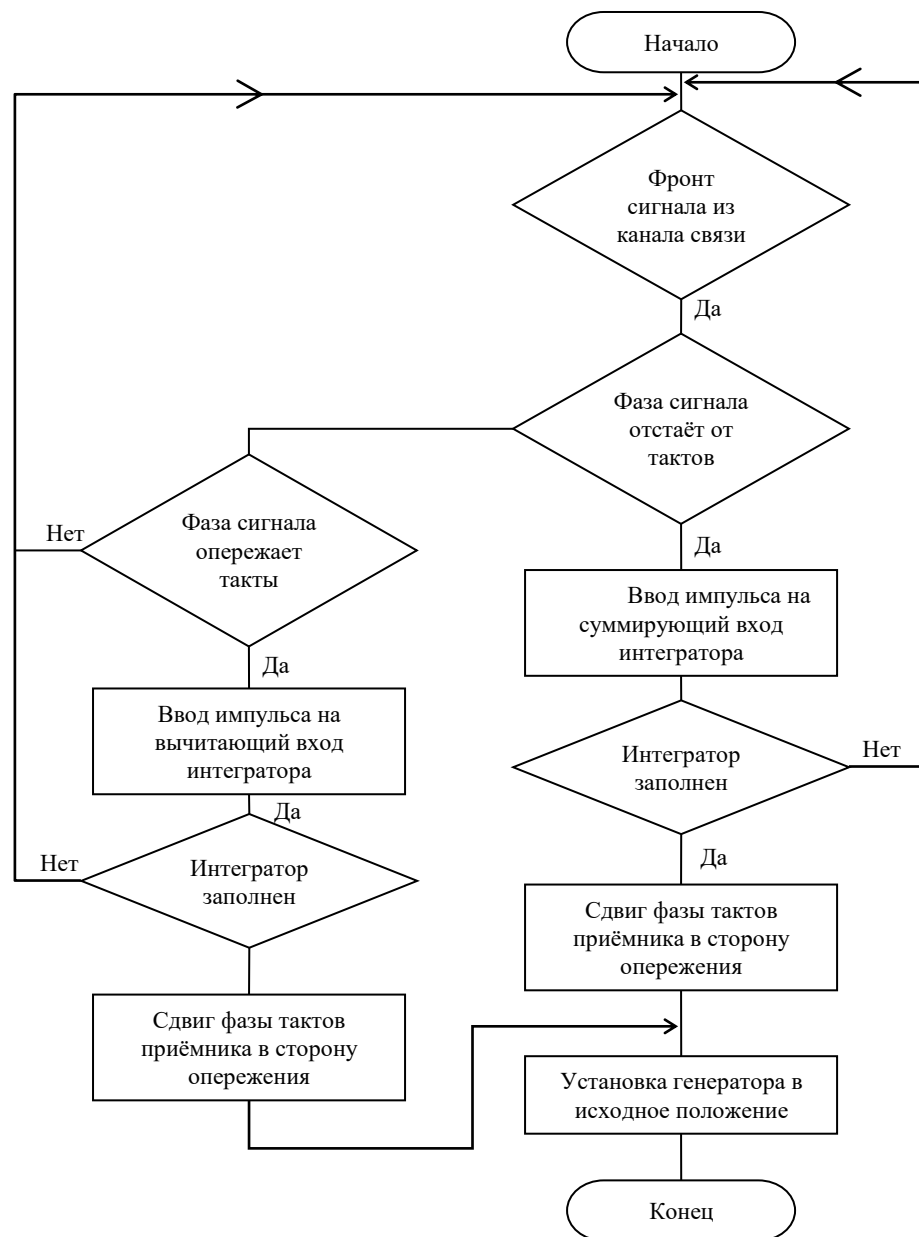 Начало
Фронт
сигнала из
канала связи
Да
Фаза сигнала
отстаёт от
тактов
Нет
Фаза сигнала
опережает
такты
Да
Ввод импульса на
суммирующий вход
интегратора
Да
Ввод импульса на
вычитающий вход
интегратора
Интегратор
заполнен
Нет
Да
Нет
Интегратор
заполнен
Да
Сдвиг фазы тактов
приёмника в сторону
опережения
Сдвиг фазы тактов
приёмника в сторону
опережения
Установка генератора в
исходное положение
Конец